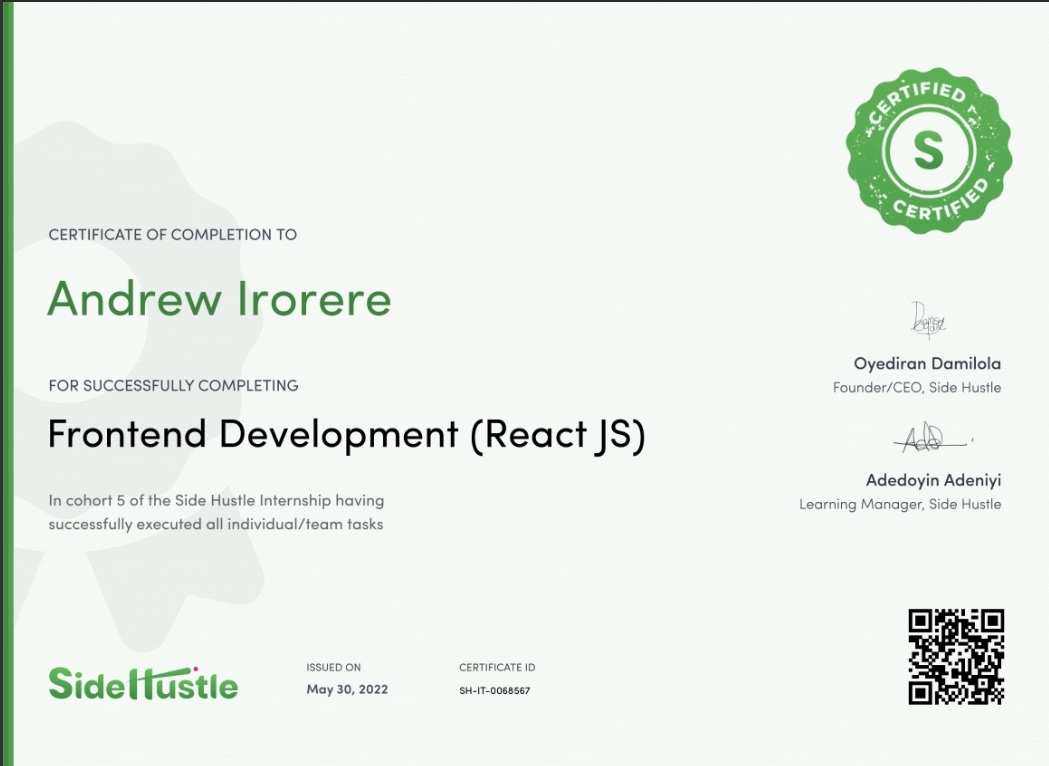 CERTIFIED
S
CERTIFIED
CERTIFICATE OF COMPLETION TO
Andrew Irorere
FOR SUCCESSFULLY COMPLETING
Frontend Development (React JS)
In cohort 5 of the Side Hustle Internship having
successfully executed all individual/team tasks
Oyediran Damilola
Founder/CEO, Side Hustle
Adedoyin Adeniyi
Learning Manager, Side Hustle
SideHustle
ISSUED ON
May 30, 2022
CERTIFICATE ID
SH-IT-0068567